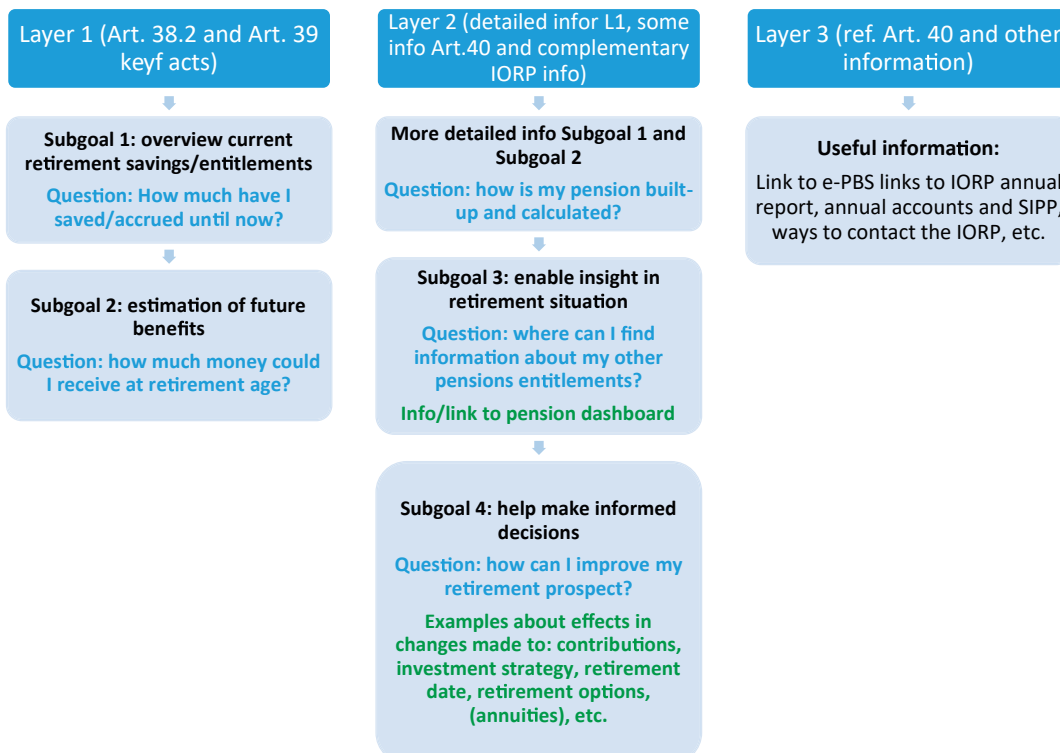 Layer 1 (Art. 38.2 and Art. 39
keyf acts)
Subgoal 1: overview current
retirement savings/entitlements
Question: How much have I
saved/accrued until now?
Subgoal 2: estimation of future
benefits
Question: how much money could
I receive at retirement age?
Layer 2 (detailed infor L1, some
info Art.40 and complementary
IORP info)
More detailed info Subgoal 1 and
Subgoal 2
Question: how is my pension built-
up and calculated?
Subgoal 3: enable insight in
retirement situation
Question: where can I find
information about my other
pensions entitlements?
Info/link to pension dashboard
Subgoal 4: help make informed
decisions
Question: how can I improve my
retirement prospect?
Examples about effects in
changes made to: contributions,
investment strategy, retirement
date, retirement options,
(annuities), etc.
Layer 3 (ref. Art. 40 and other
information)
Useful information:
Link to e-PBS links to IORP annual
report, annual accounts and SIPP,
ways to contact the IORP, etc.